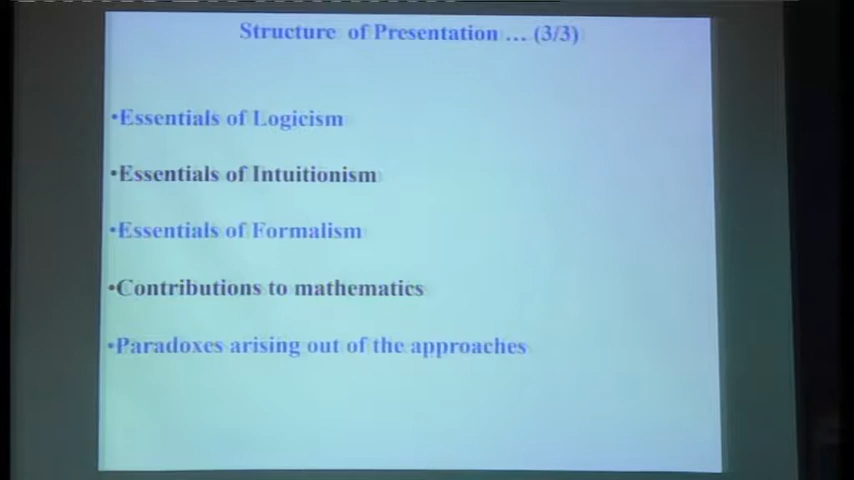 Structure of Presentation ... (3/3)
•Essentials of Logicism
•Essentials of Intuitionism
•Essentials of Formalism
•Contributions to mathematics
•Paradoxes arising out of the approaches